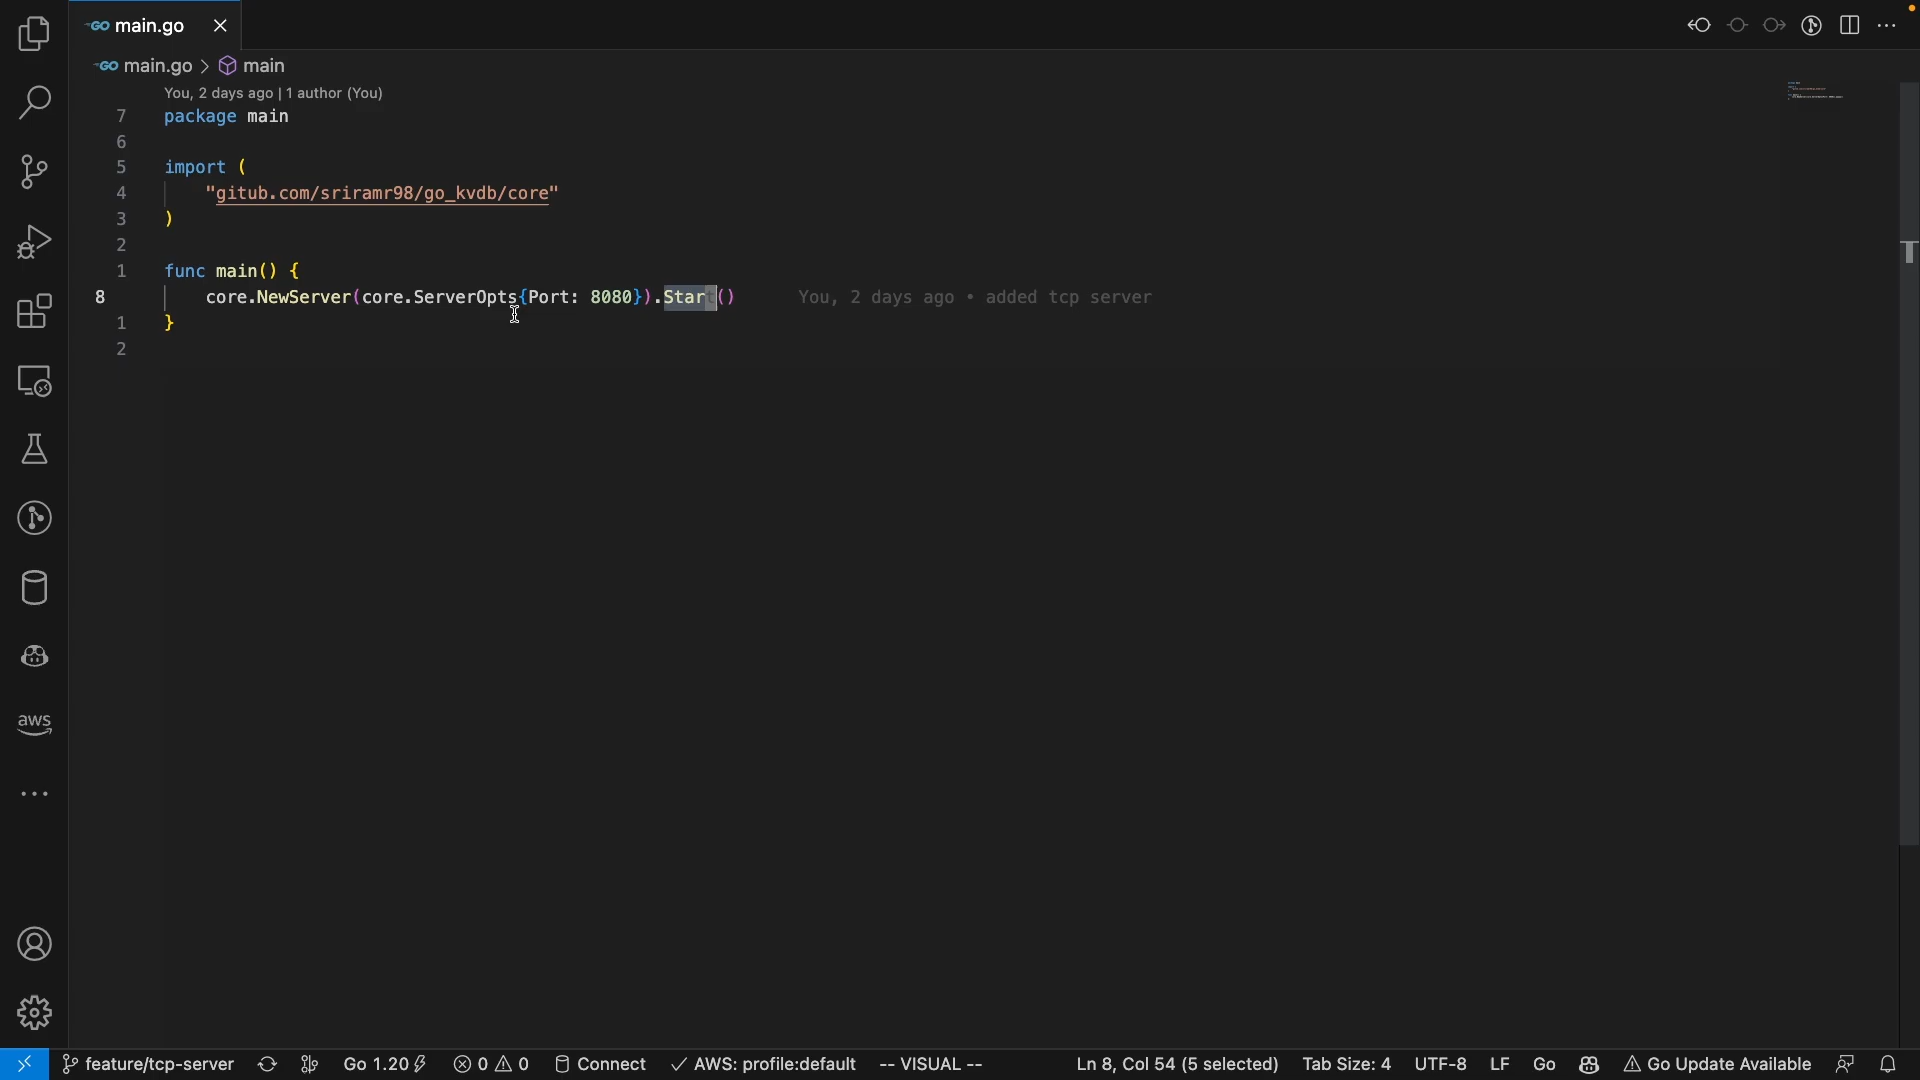 GO main.go
GO main.go > main
You, 2 days ago | 1 author (You)
7 package main
6
5 import (
4 "gitub.com/sriramr98/go_kvdb/core"
3 )
2
1 func main() {
8 core.NewServer(core.ServerOpts{Port: 8080}).Start() You, 2 days ago • added tcp server
1 }
2
aws
feature/tcp-server Go 1.20 0 0 Connect AWS: profile:default -- VISUAL -- Ln 8, Col 54 (5 selected) Tab Size: 4 UTF-8 LF Go Go Update Available